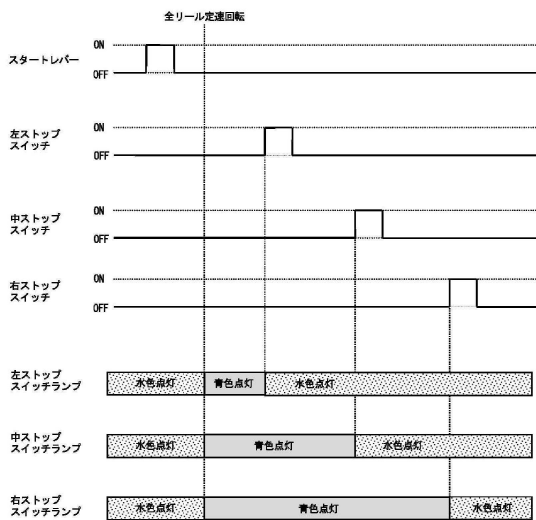 全リール定速回転
スタートレバー
ON
OFF
左ストップ
スイッチ
ON
OFF
中ストップ
スイッチ
ON
OFF
右ストップ
スイッチ
ON
OFF
左ストップ
スイッチランプ
水色点灯 青色点灯 水色点灯
中ストップ
スイッチランプ
水色点灯 青色点灯 水色点灯
右ストップ
スイッチランプ
水色点灯 青色点灯 水色点灯